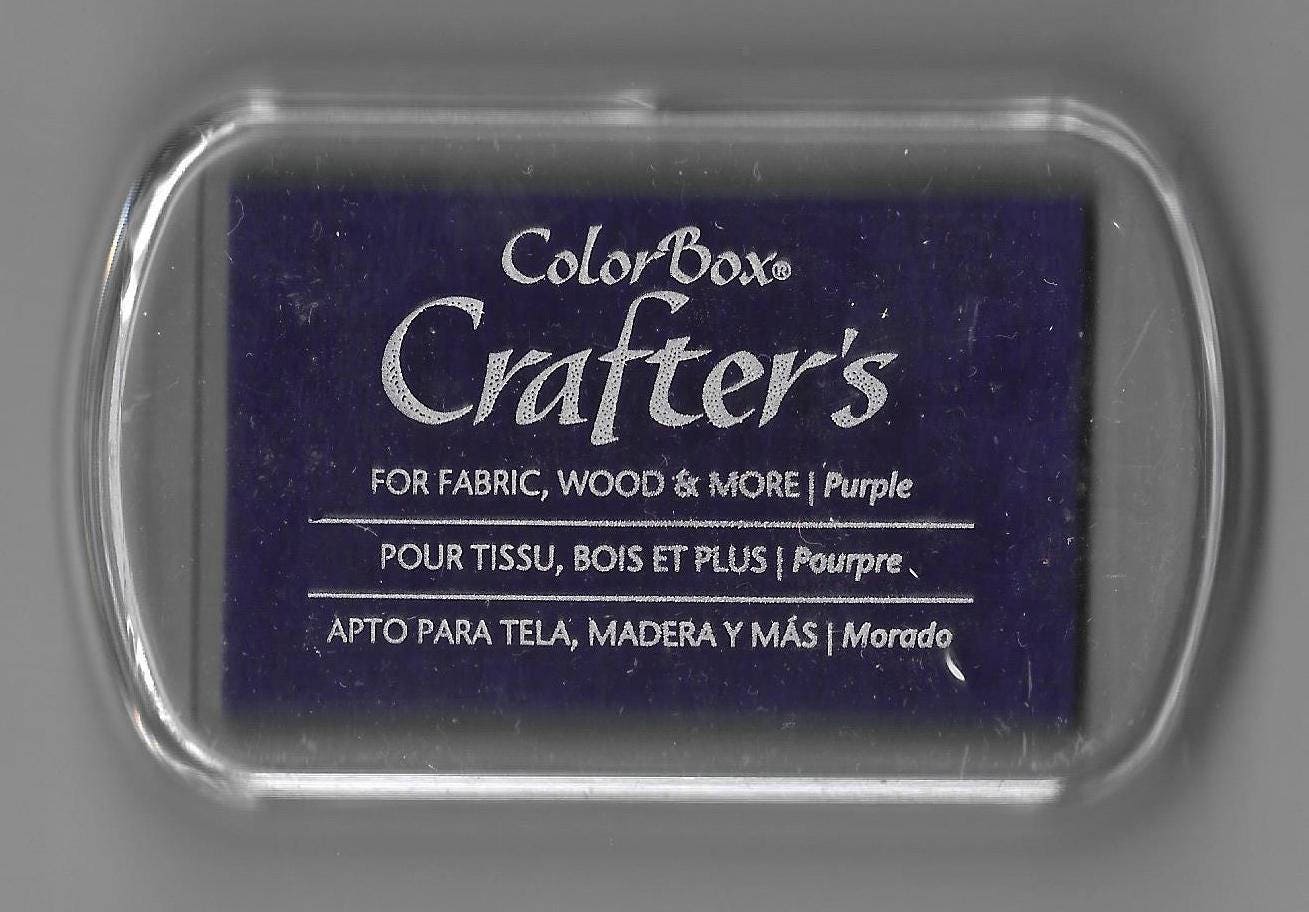 ColorBox®
Crafter's
FOR FABRIC, WOOD & MORE | Purple
POUR TISSU, BOIS ET PLUS | Pourpre
APTO PARA TELA, MADERA Y MÁS | Morado